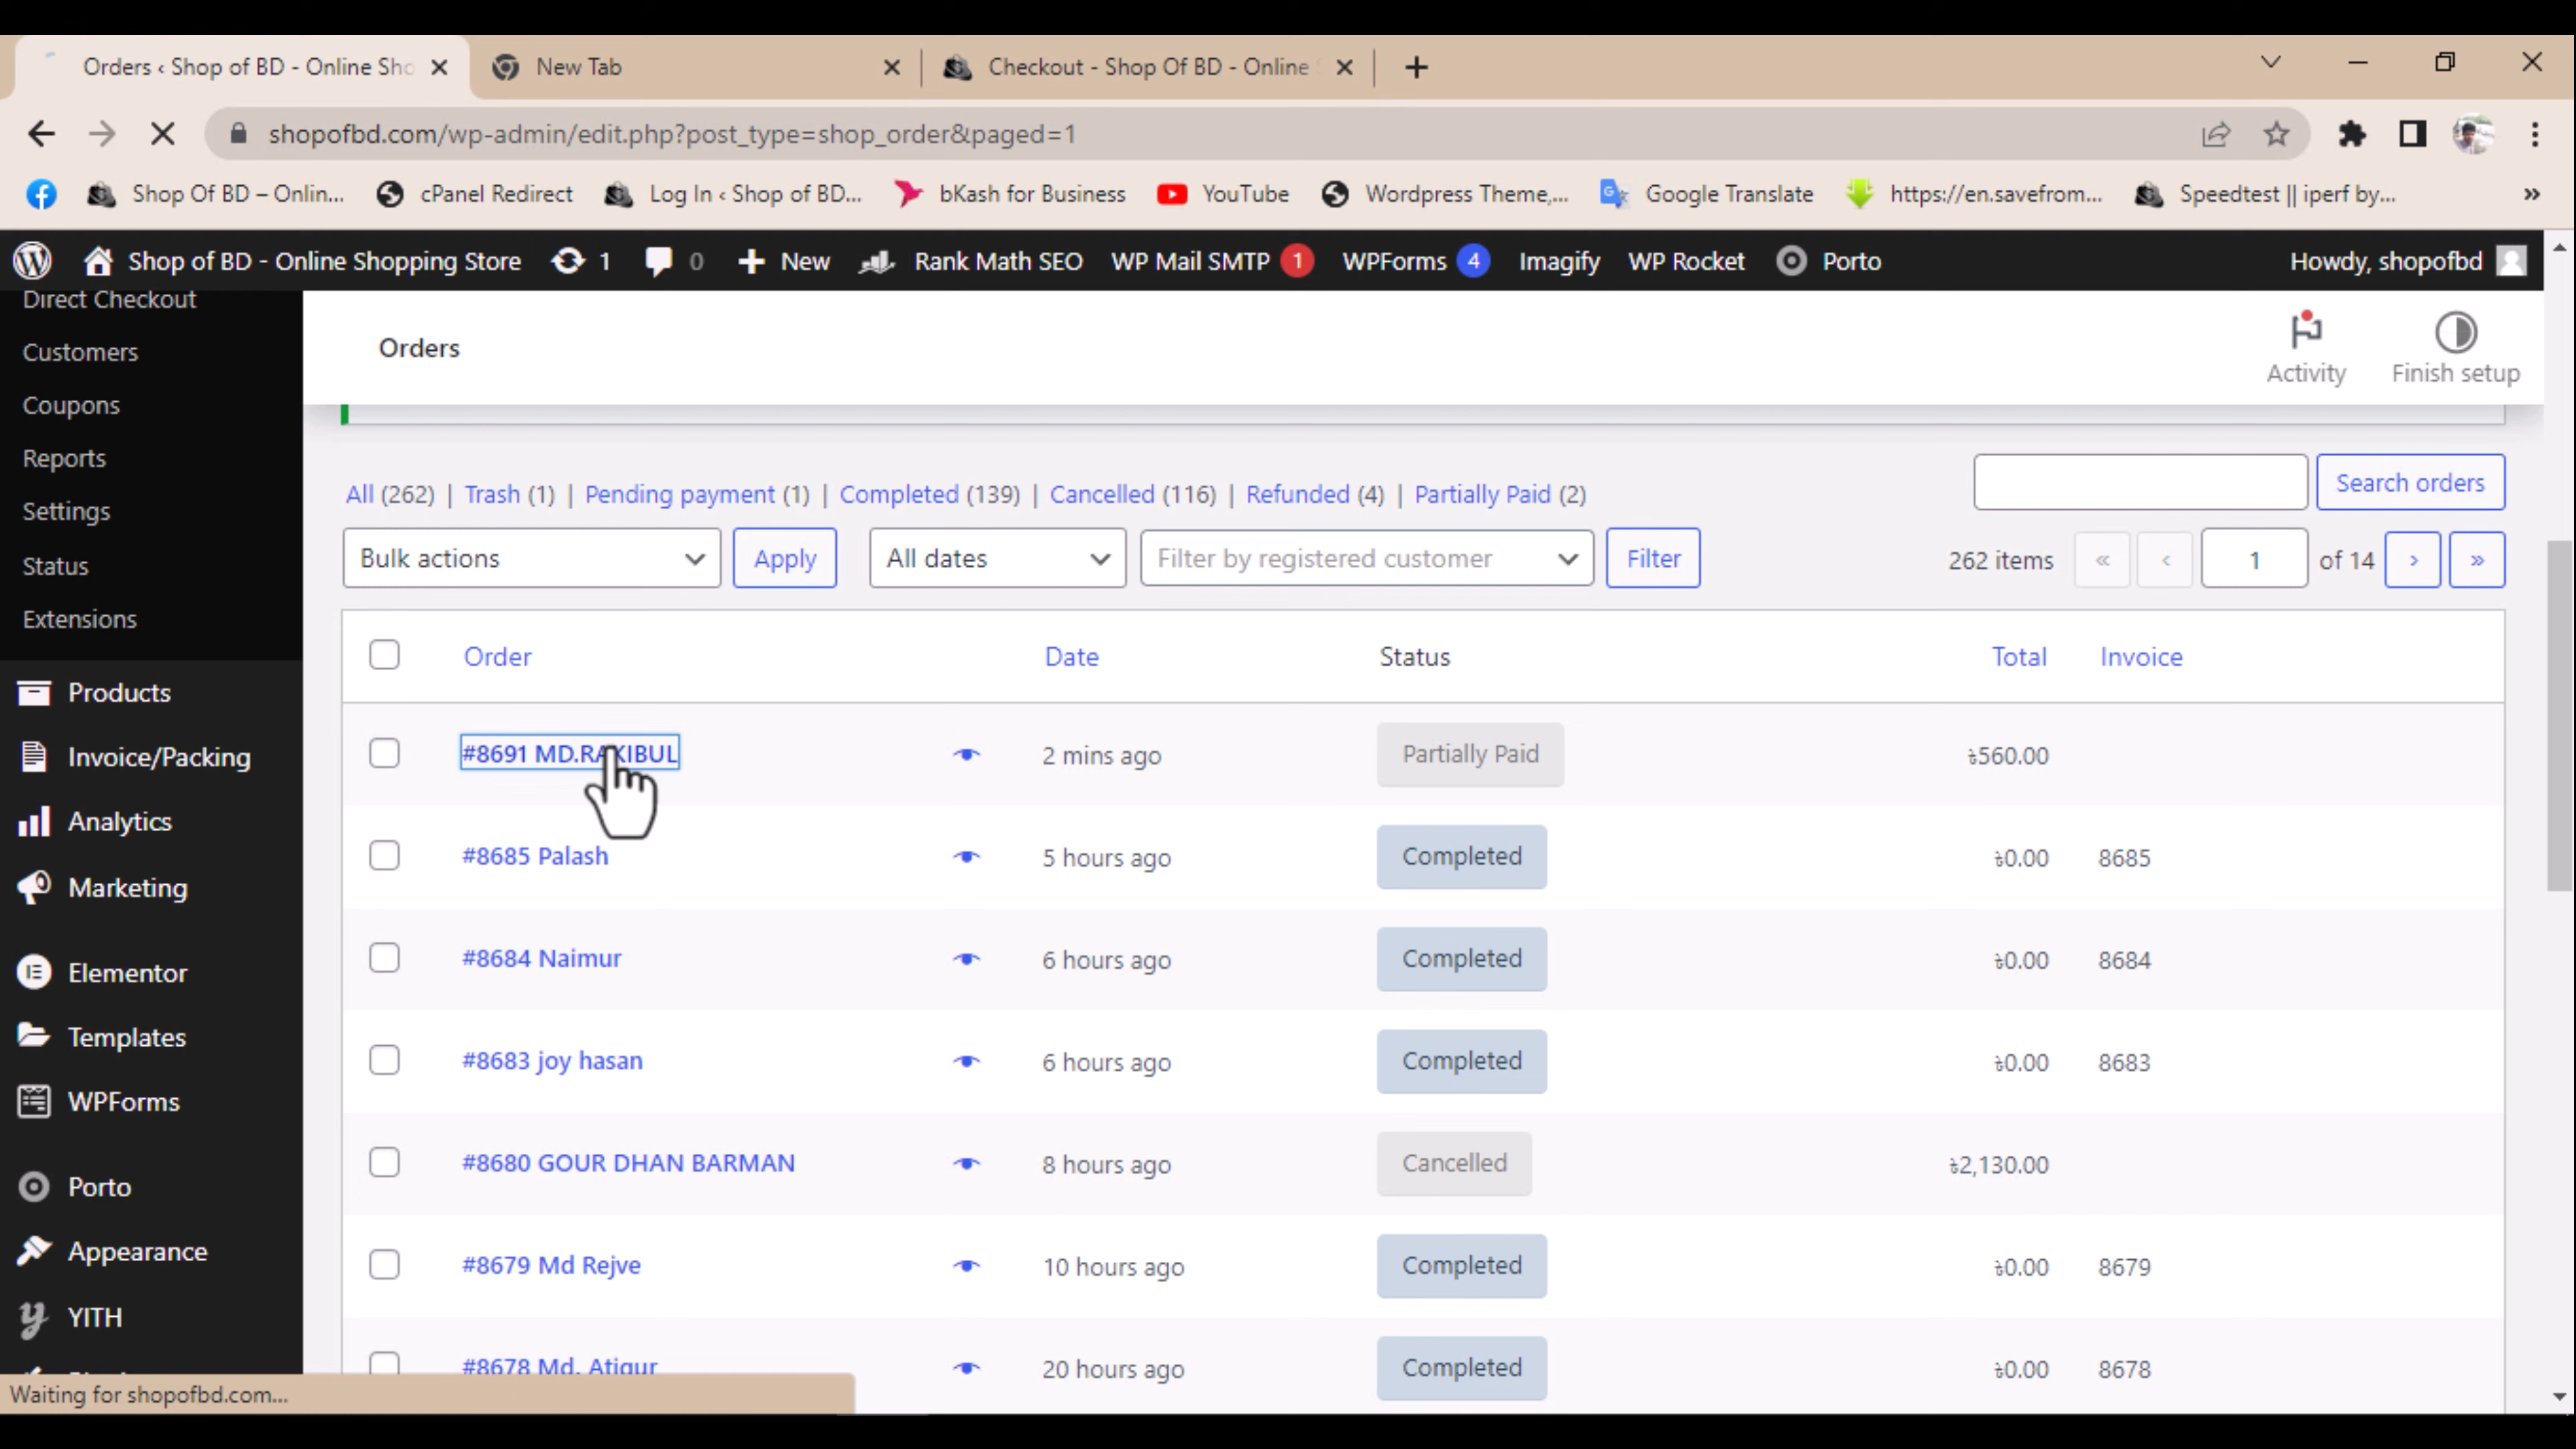 Orders ‹ Shop of BD - Online Sho
New Tab
Checkout - Shop Of BD - Online
shopofbd.com/wp-admin/edit.php?post_type=shop_order&paged=1
Shop Of BD – Onlin...
cPanel Redirect
Log In ‹ Shop of BD...
bKash for Business
YouTube
Wordpress Theme,...
Google Translate
https://en.savefrom...
Speedtest || iperf by...
»
Shop of BD - Online Shopping Store
1
0
New
Rank Math SEO
WP Mail SMTP 1
WPForms 4
Imagify
WP Rocket
Porto
Howdy, shopofbd
Direct Checkout
Customers
Coupons
Reports
Settings
Status
Extensions
Products
Invoice/Packing
Analytics
Marketing
Elementor
Templates
WPForms
Porto
Appearance
YITH
Orders
Activity
Finish setup
All (262) | Trash (1) | Pending payment (1) | Completed (139) | Cancelled (116) | Refunded (4) | Partially Paid (2)
Search orders
Bulk actions
Apply
All dates
Filter by registered customer
Filter
262 items « ‹ 1 of 14 › »
Order Date Status Total Invoice
#8691 MD.RAKIBUL 2 mins ago Partially Paid ৳560.00
#8685 Palash 5 hours ago Completed ৳0.00 8685
#8684 Naimur 6 hours ago Completed ৳0.00 8684
#8683 joy hasan 6 hours ago Completed ৳0.00 8683
#8680 GOUR DHAN BARMAN 8 hours ago Cancelled ৳2,130.00
#8679 Md Rejve 10 hours ago Completed ৳0.00 8679
#8678 Md. Atiqur 20 hours ago Completed ৳0.00 8678
Waiting for shopofbd.com...